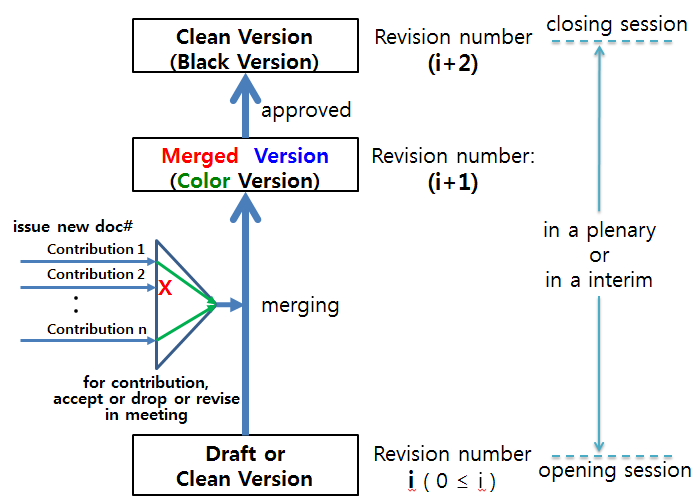 Clean Version
(Black Version)
Revision number
(i+2)
closing session
approved
Merged Version
(Color Version)
Revision number:
(i+1)
issue new doc#
Contribution 1
Contribution 2
:
X
Contribution n
merging
in a plenary
or
in a interim
for contribution,
accept or drop or revise
in meeting
Draft or
Clean Version
Revision number
i ( 0 ≤ i )
opening session